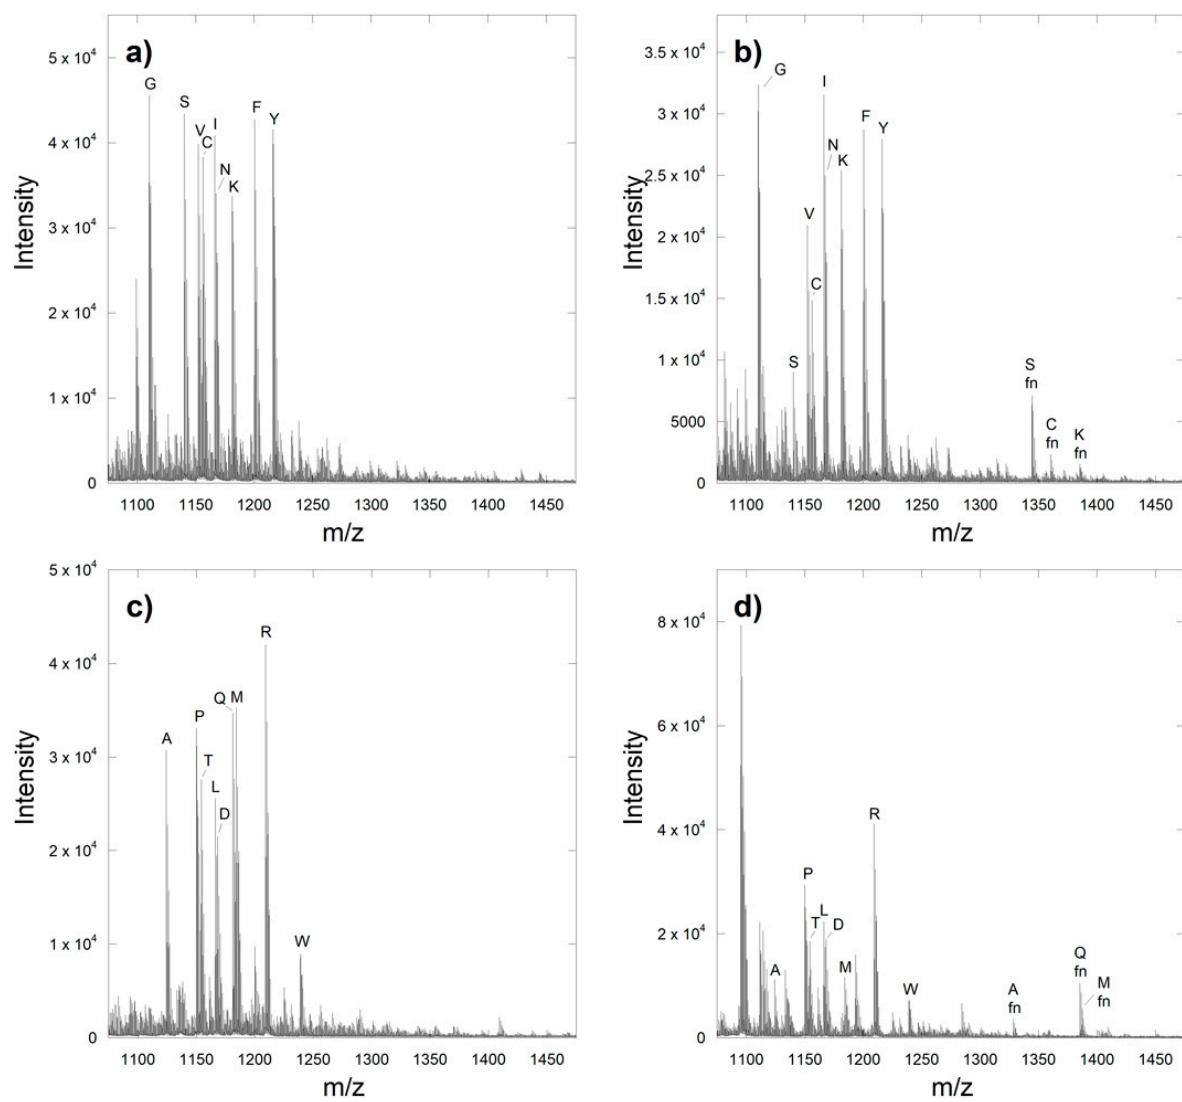 a)
5 x 10⁴
4 x 10⁴
3 x 10⁴
2 x 10⁴
1 x 10⁴
0
Intensity
G
S
V
C
I
N
K
F
Y
1100 1150 1200 1250 1300 1350 1400 1450
m/z
b)
3.5 x 10⁴
3 x 10⁴
2.5 x 10⁴
2 x 10⁴
1.5 x 10⁴
1 x 10⁴
5000
0
Intensity
G
S
V
C
I
N
K
F
Y
S
fn
C
fn
K
fn
1100 1150 1200 1250 1300 1350 1400 1450
m/z
c)
5 x 10⁴
4 x 10⁴
3 x 10⁴
2 x 10⁴
1 x 10⁴
0
Intensity
A
P
T
L
D
Q M
R
W
1100 1150 1200 1250 1300 1350 1400 1450
m/z
d)
8 x 10⁴
6 x 10⁴
4 x 10⁴
2 x 10⁴
0
Intensity
A
P
T
L
D
M
R
W
A
fn
Q
fn
M
fn
1100 1150 1200 1250 1300 1350 1400 1450
m/z